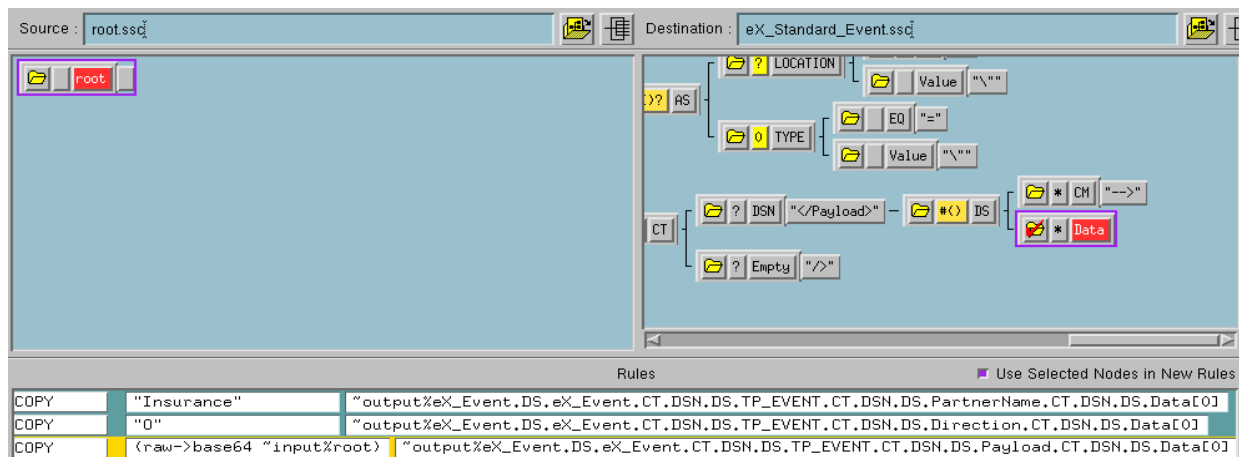 Source : root.ssc
Destination : eX_Standard_Event.ssc
root
? LOCATION
Value "\""
()? AS
EQ "="
O TYPE
Value "\""
* CM "-->"
? DSN "</Payload>"
#() DS
CT
* Data
? Empty "/>"
Rules
Use Selected Nodes in New Rules
COPY "Insurance" ~output%eX_Event.DS.eX_Event.CT.DSN.DS.TP_EVENT.CT.DSN.DS.PartnerName.CT.DSN.DS.Data[0]
COPY "O" ~output%eX_Event.DS.eX_Event.CT.DSN.DS.TP_EVENT.CT.DSN.DS.Direction.CT.DSN.DS.Data[0]
COPY (raw->base64 ~input%root) ~output%eX_Event.DS.eX_Event.CT.DSN.DS.TP_EVENT.CT.DSN.DS.Payload.CT.DSN.DS.Data[0]